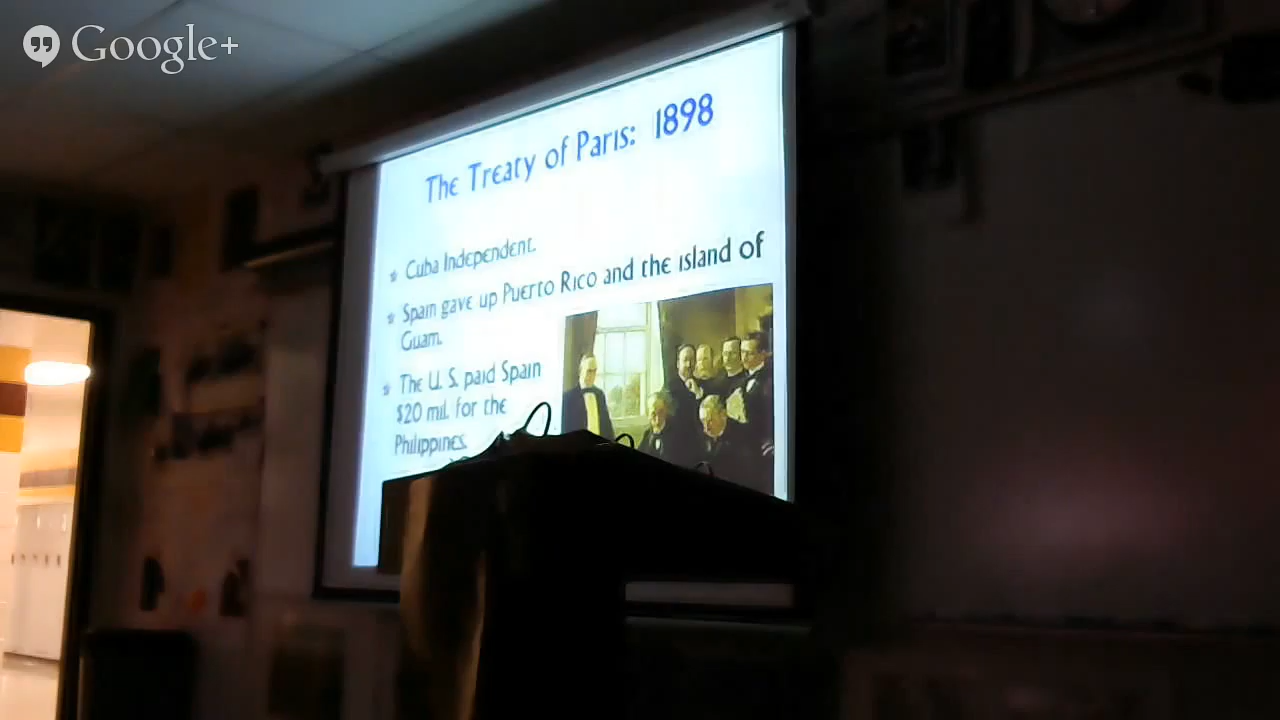 Google+
The Treaty of Paris: 1898
Cuba Independent.
Spain gave up Puerto Rico and the island of
Guam.
The U. S. paid Spain
$20 mil. for the
Philippines.